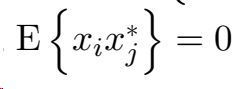 E{x_i x_j^*} = 0